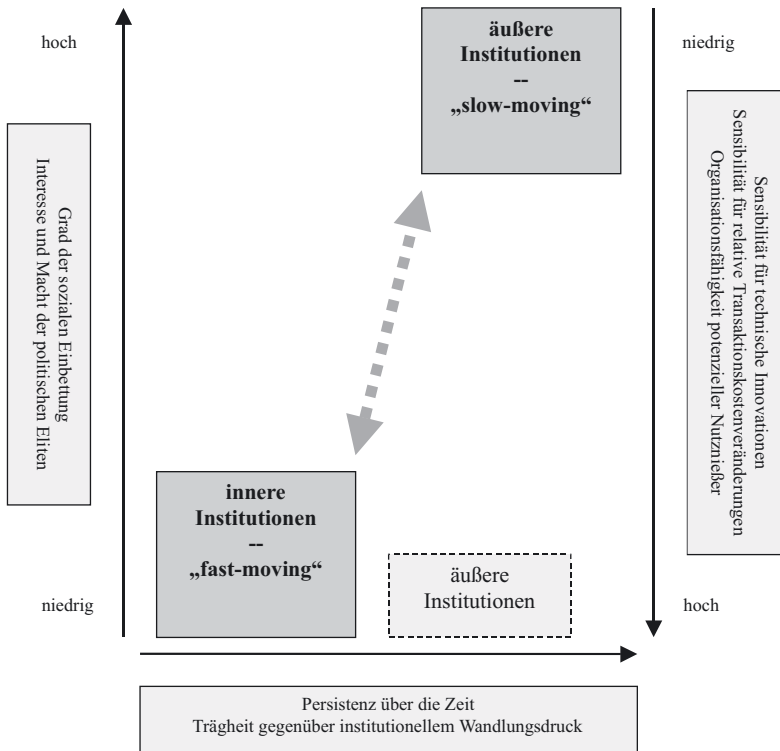 hoch
äußere
Institutionen
--
„slow-moving“
niedrig
Grad der sozialen Einbettung
Interesse und Macht der politischen Eliten
Sensibilität für technische Innovationen
Sensibilität für relative Transaktionskostenveränderungen
Organisationsfähigkeit potenzieller Nutznießer
innere
Institutionen
--
„fast-moving“
äußere
Institutionen
niedrig
hoch
Persistenz über die Zeit
Trägheit gegenüber institutionellem Wandlungsdruck